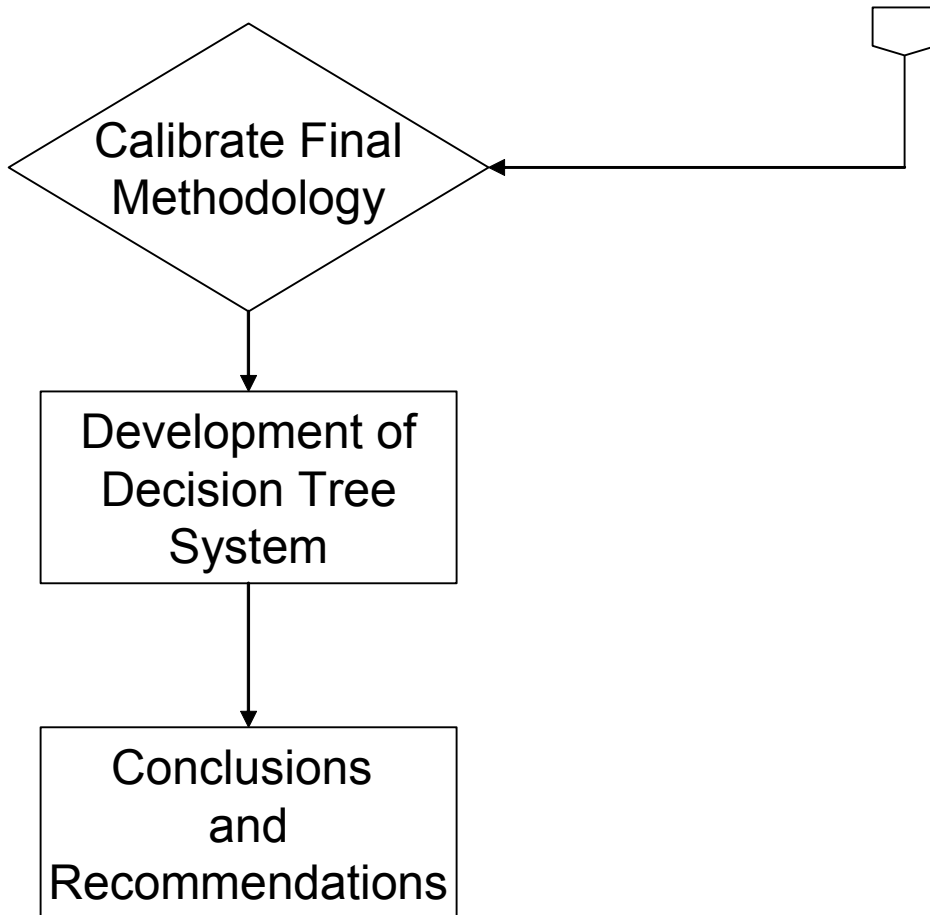 Calibrate Final
Methodology
Development of
Decision Tree
System
Conclusions
and
Recommendations